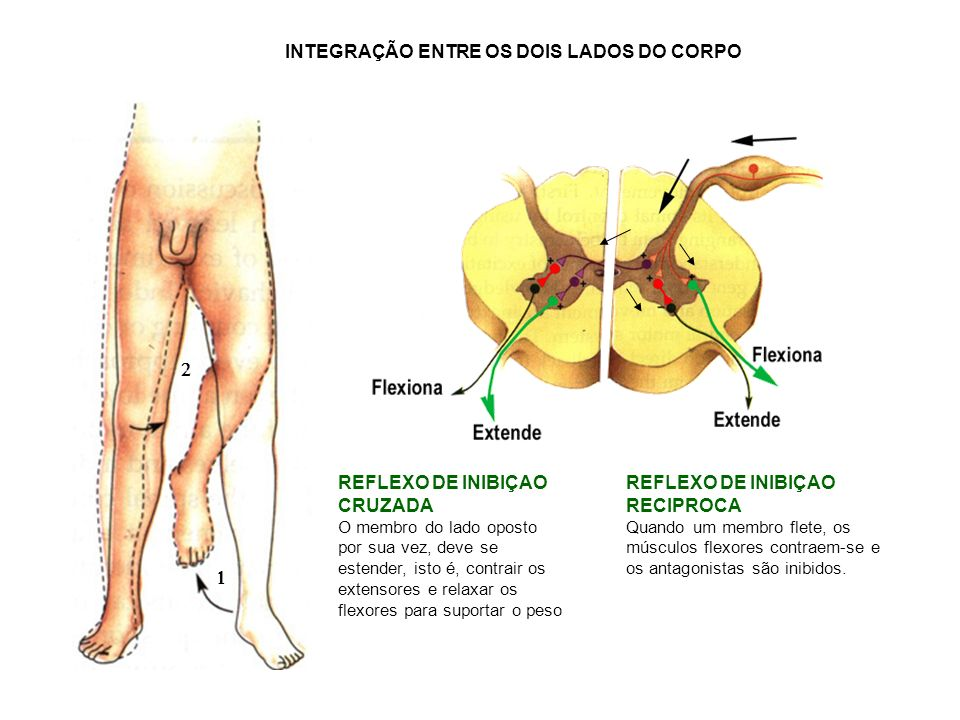 INTEGRAÇÃO ENTRE OS DOIS LADOS DO CORPO
2
1
Flexiona
Extende
Flexiona
Extende
REFLEXO DE INIBIÇAO
CRUZADA
O membro do lado oposto
por sua vez, deve se
estender, isto é, contrair os
extensores e relaxar os
flexores para suportar o peso
REFLEXO DE INIBIÇAO
RECIPROCA
Quando um membro flete, os
músculos flexores contraem-se e
os antagonistas são inibidos.